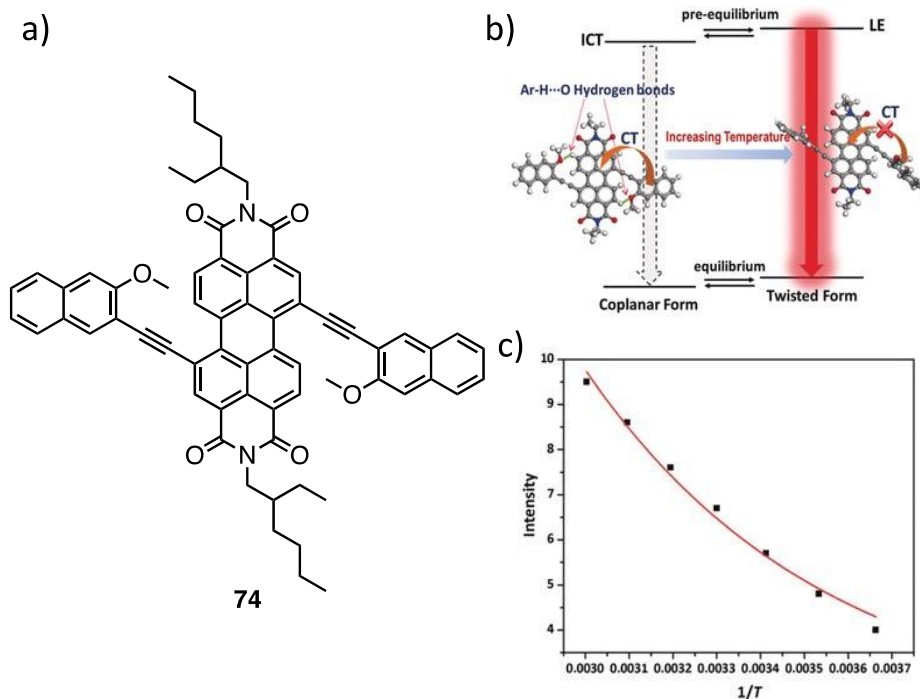 a)
O
N
O
O
O
O
O
N
O
74
b)
pre-equilibrium
ICT
LE
Ar-H···O Hydrogen bonds
CT
CT
Increasing Temperature
equilibrium
Coplanar Form
Twisted Form
c)
10
9
8
7
6
5
4
Intensity
0.0030 0.0031 0.0032 0.0033 0.0034 0.0035 0.0036 0.0037
1/T